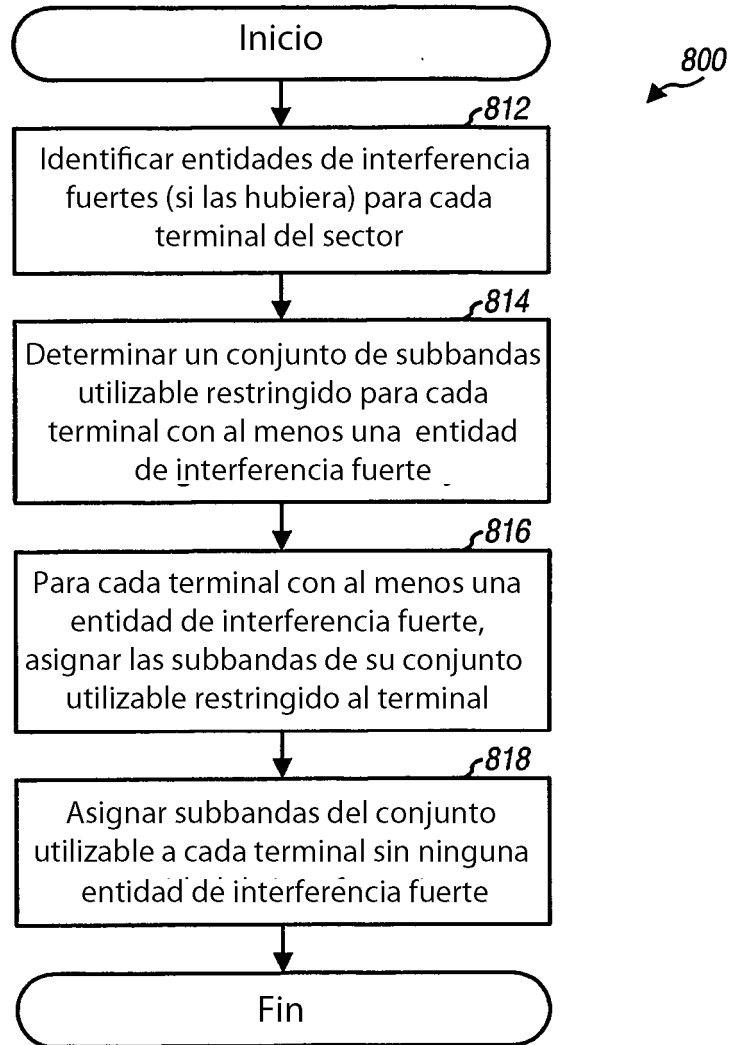 Inicio
800
812
Identificar entidades de interferencia
fuertes (si las hubiera) para cada
terminal del sector
814
Determinar un conjunto de subbandas
utilizable restringido para cada
terminal con al menos una entidad
de interferencia fuerte
816
Para cada terminal con al menos una
entidad de interferencia fuerte,
asignar las subbandas de su conjunto
utilizable restringido al terminal
818
Asignar subbandas del conjunto
utilizable a cada terminal sin ninguna
entidad de interferencia fuerte
Fin